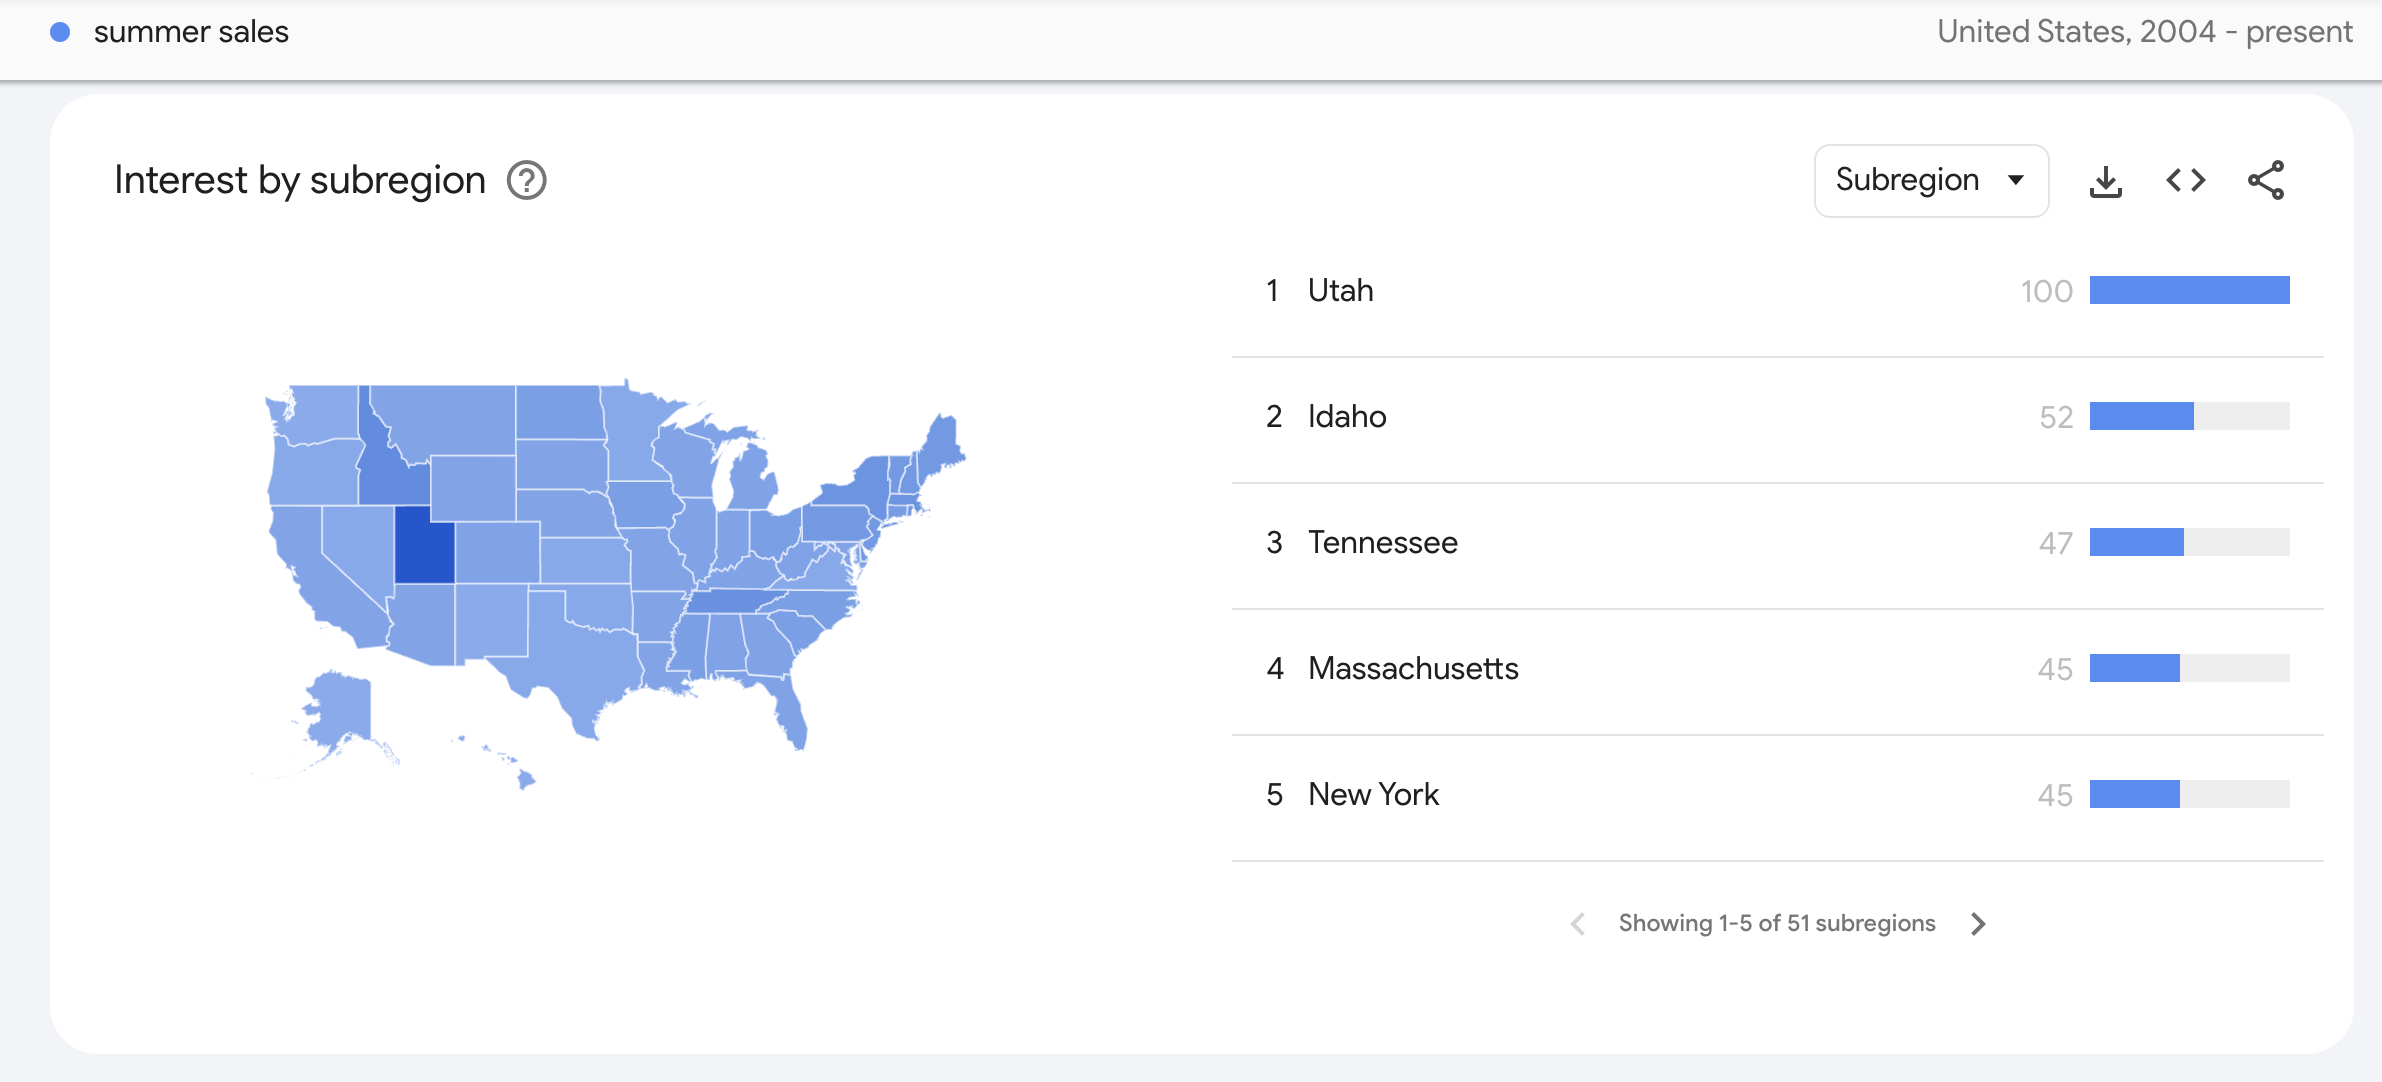 summer sales
United States, 2004 - present
Interest by subregion ?
Subregion
1 Utah 100
2 Idaho 52
3 Tennessee 47
4 Massachusetts 45
5 New York 45
Showing 1-5 of 51 subregions